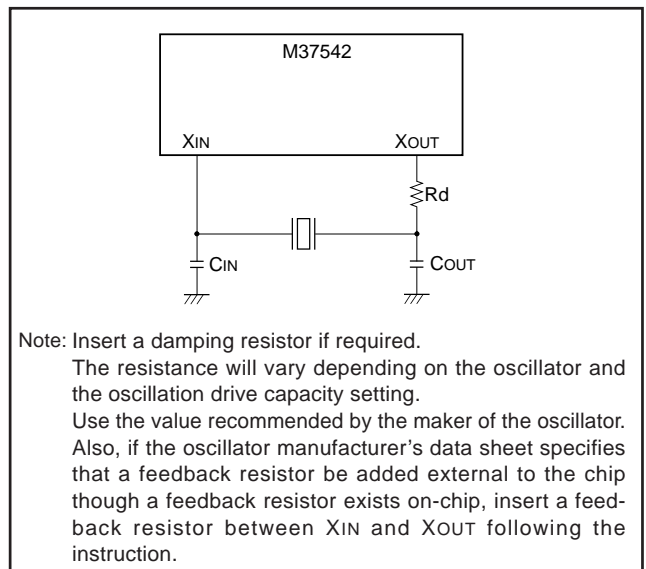 M37542
XIN XOUT
Rd
CIN COUT
Note: Insert a damping resistor if required.
The resistance will vary depending on the oscillator and
the oscillation drive capacity setting.
Use the value recommended by the maker of the oscillator.
Also, if the oscillator manufacturer's data sheet specifies
that a feedback resistor be added external to the chip
though a feedback resistor exists on-chip, insert a feed-
back resistor between XIN and XOUT following the
instruction.